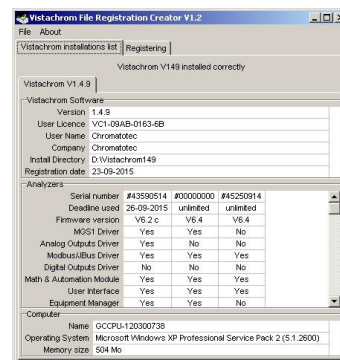 Vistachrom File Registration Creator V1.2
File About
Vistachrom installations list Registering
Vistachrom V149 installed correctly
Vistachrom V1.4.9
Vistachrom Software
Version 1.4.9
User Licence VC1-09AB-0163-6B
User Name Chromatotec
Company Chromatotec
Install Directory D:\Vistachrom149
Registration date 23-09-2015
Analyzers
Serial number #43590514 #00000000 #45250914
Deadline used 26-09-2015 unlimited unlimited
Firmware version V6.2 c V6.4 V6.4
MGS1 Driver Yes Yes No
Analog Outputs Driver Yes No No
Modbus/JBus Driver Yes Yes Yes
Digital Outputs Driver No No No
Math & Automation Module Yes Yes Yes
User Interface Yes Yes Yes
Equipment Manager Yes Yes No
Computer
Name GCCPU-120300738
Operating System Microsoft Windows XP Professional Service Pack 2 (5.1.2600)
Memory size 504 Mo